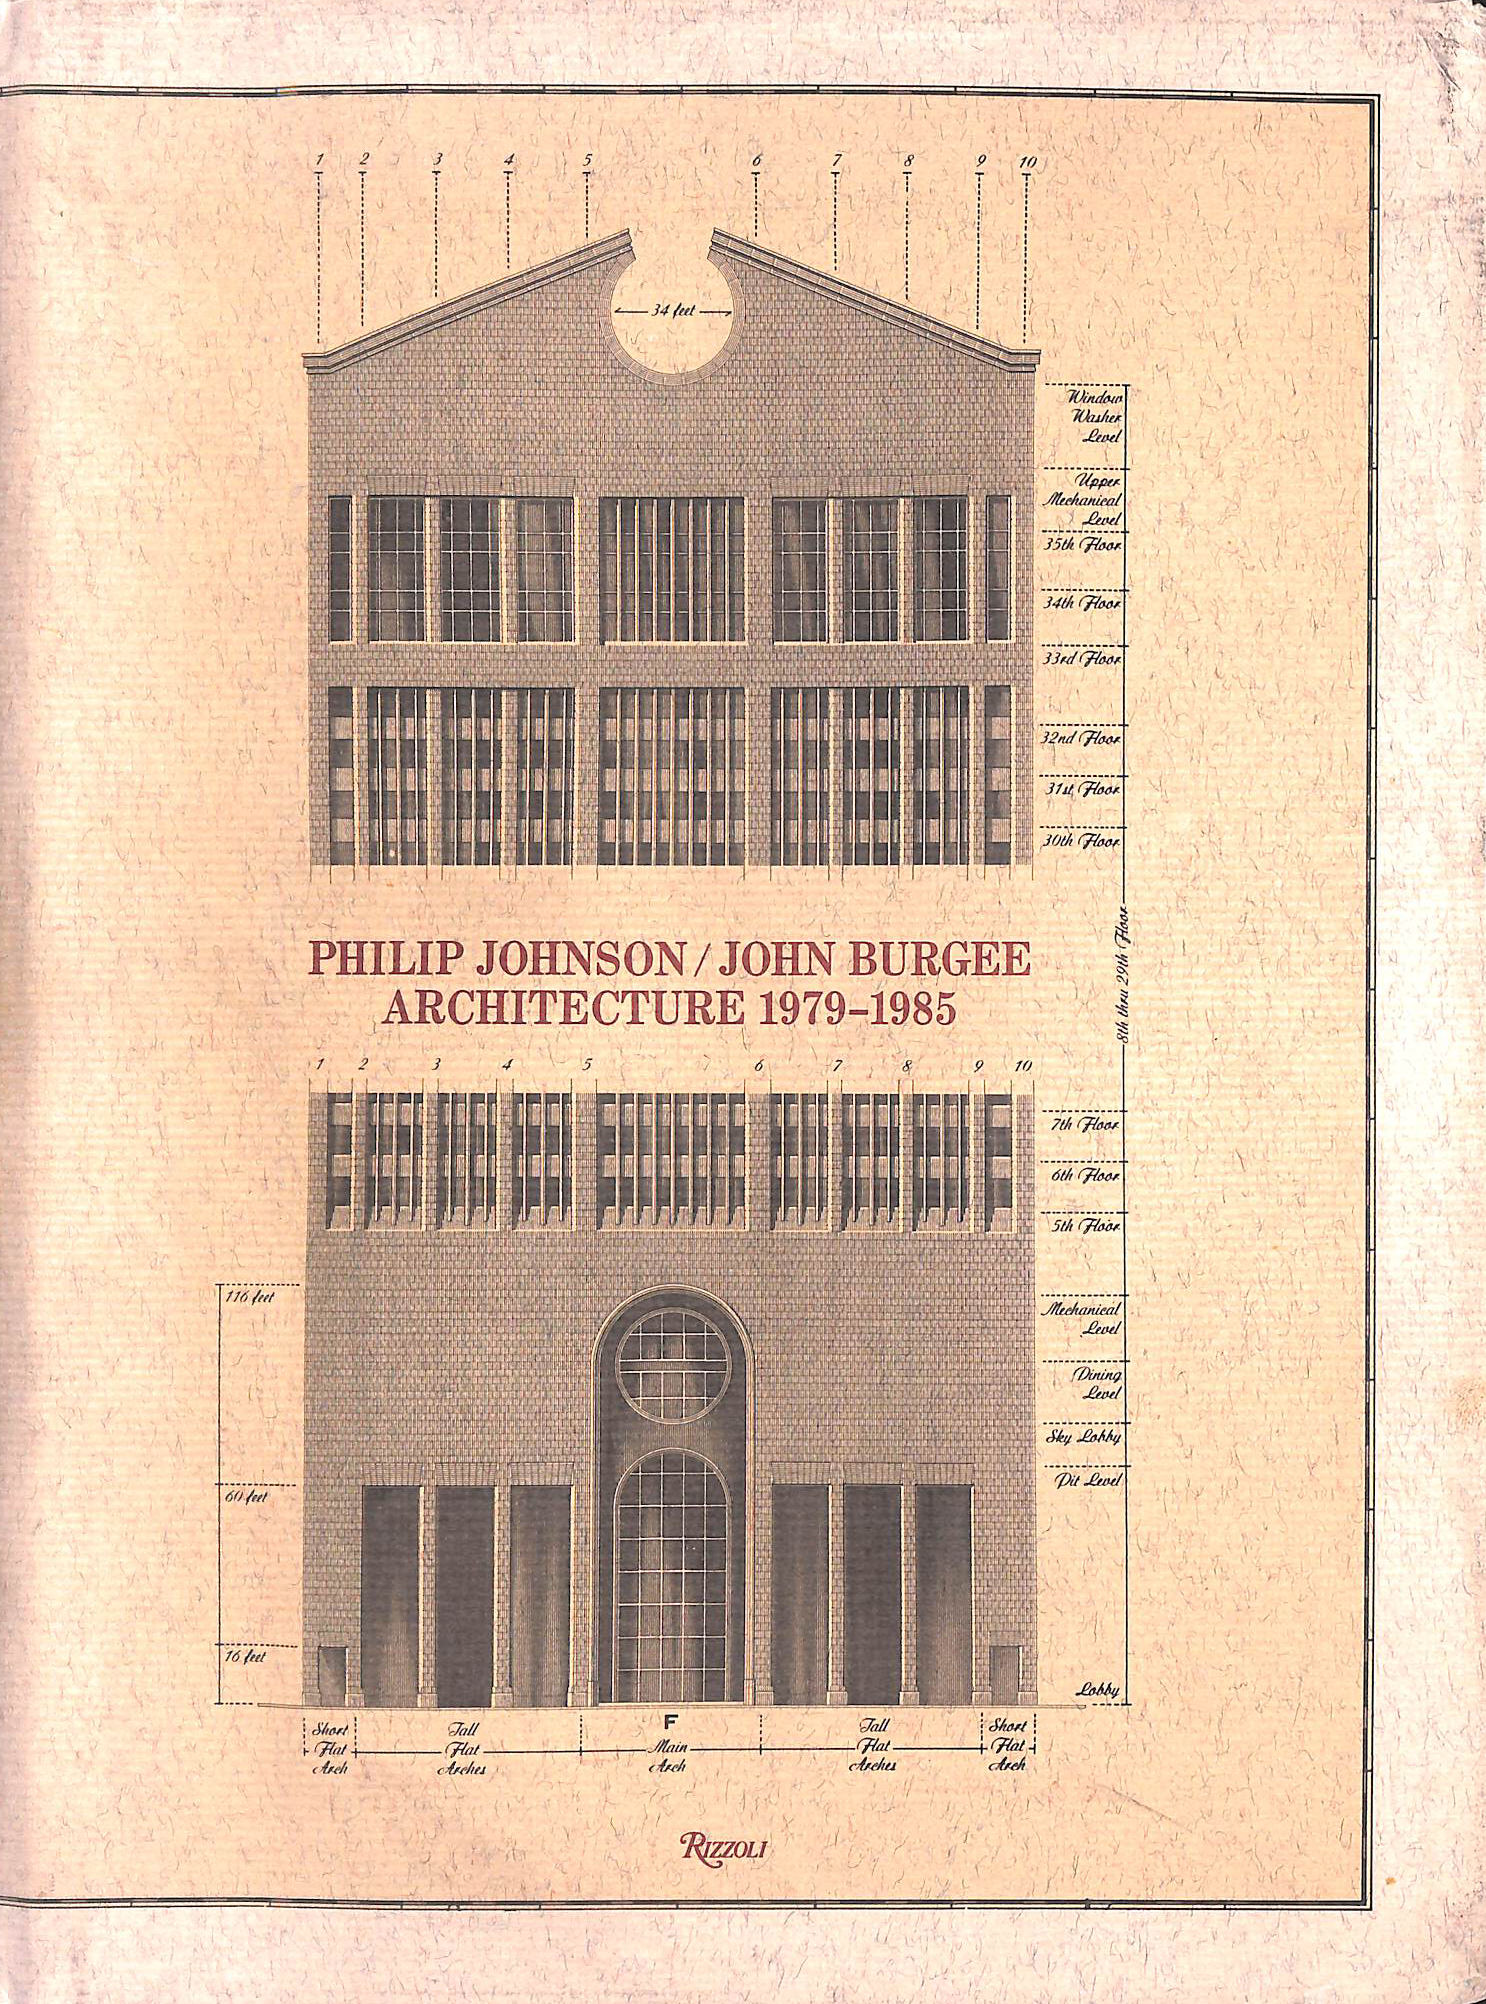 1 2 3 4 5 6 7 8 9 10
34 feet
Window
Washer
Level
Upper
Mechanical
Level
35th Floor
34th Floor
33rd Floor
32nd Floor
31st Floor
30th Floor
8th thru 29th Floor
PHILIP JOHNSON / JOHN BURGEE
ARCHITECTURE 1979–1985
1 2 3 4 5 6 7 8 9 10
7th Floor
6th Floor
5th Floor
116 feet
Mechanical
Level
Dining
Level
Sky Lobby
Pit Level
60 feet
16 feet
Lobby
Short
Flat
Arch
Tall
Flat
Arches
F
Main
Arch
Tall
Flat
Arches
Short
Flat
Arch
RIZZOLI